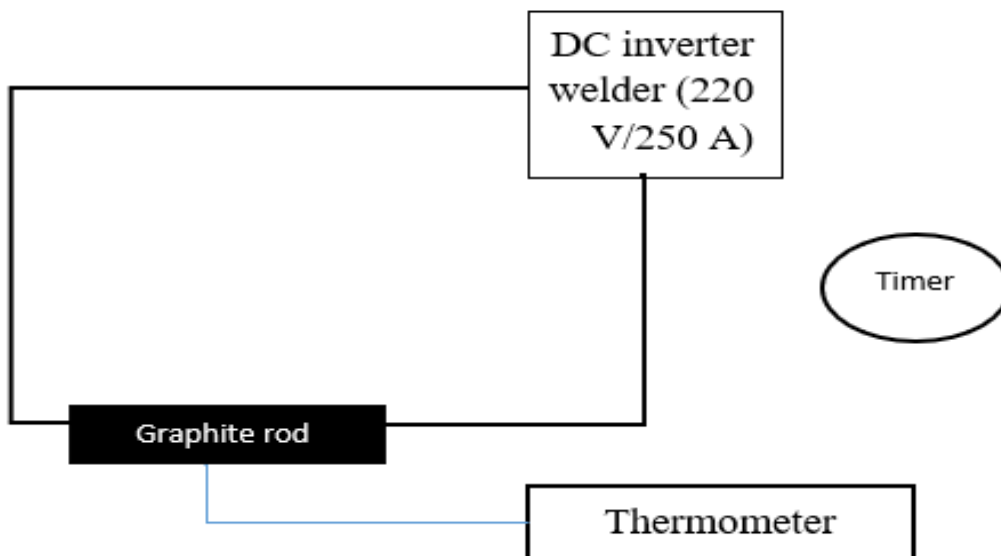 DC inverter
welder (220
V/250 A)
Timer
Graphite rod
Thermometer